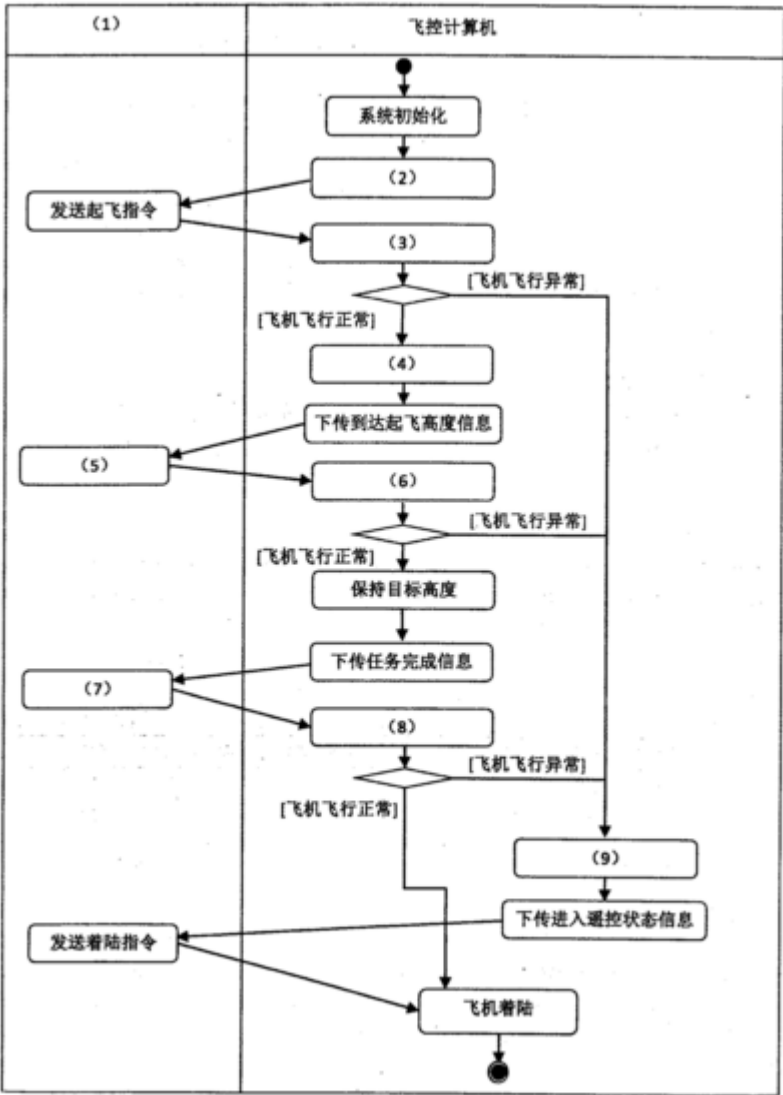 （1）
飞控计算机
系统初始化
（2）
发送起飞指令
（3）
[飞机飞行异常]
[飞机飞行正常]
（4）
下传到达起飞高度信息
（5）
（6）
[飞机飞行异常]
[飞机飞行正常]
保持目标高度
下传任务完成信息
（7）
（8）
[飞机飞行异常]
[飞机飞行正常]
（9）
下传进入遥控状态信息
发送着陆指令
飞机着陆